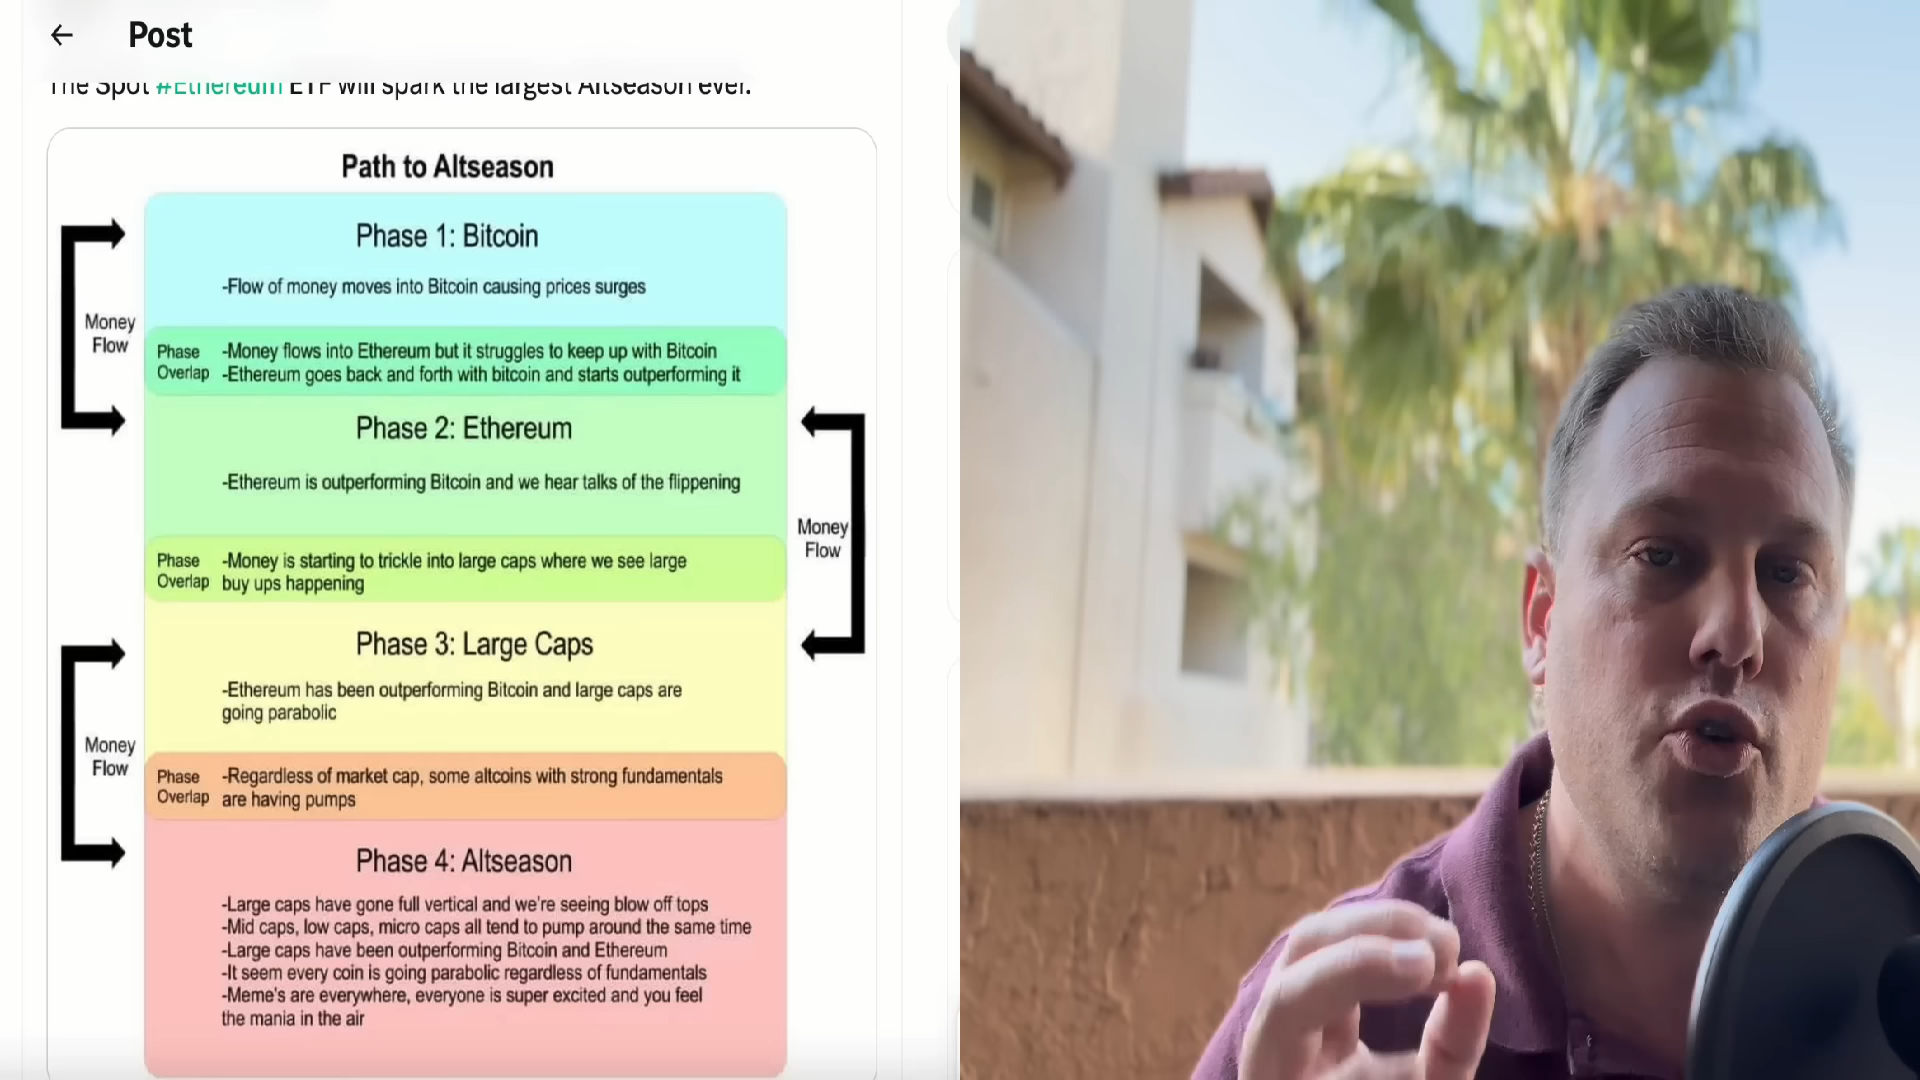 Post
The Spot #Ethereum ETF will spark the largest Altseason ever.
Path to Altseason
Phase 1: Bitcoin
-Flow of money moves into Bitcoin causing prices surges
Money
Flow
Phase
Overlap
-Money flows into Ethereum but it struggles to keep up with Bitcoin
-Ethereum goes back and forth with bitcoin and starts outperforming it
Phase 2: Ethereum
-Ethereum is outperforming Bitcoin and we hear talks of the flippening
Money
Flow
Phase
Overlap
-Money is starting to trickle into large caps where we see large
buy ups happening
Phase 3: Large Caps
-Ethereum has been outperforming Bitcoin and large caps are
going parabolic
Money
Flow
Phase
Overlap
-Regardless of market cap, some altcoins with strong fundamentals
are having pumps
Phase 4: Altseason
-Large caps have gone full vertical and we're seeing blow off tops
-Mid caps, low caps, micro caps all tend to pump around the same time
-Large caps have been outperforming Bitcoin and Ethereum
-It seem every coin is going parabolic regardless of fundamentals
-Meme's are everywhere, everyone is super excited and you feel
the mania in the air